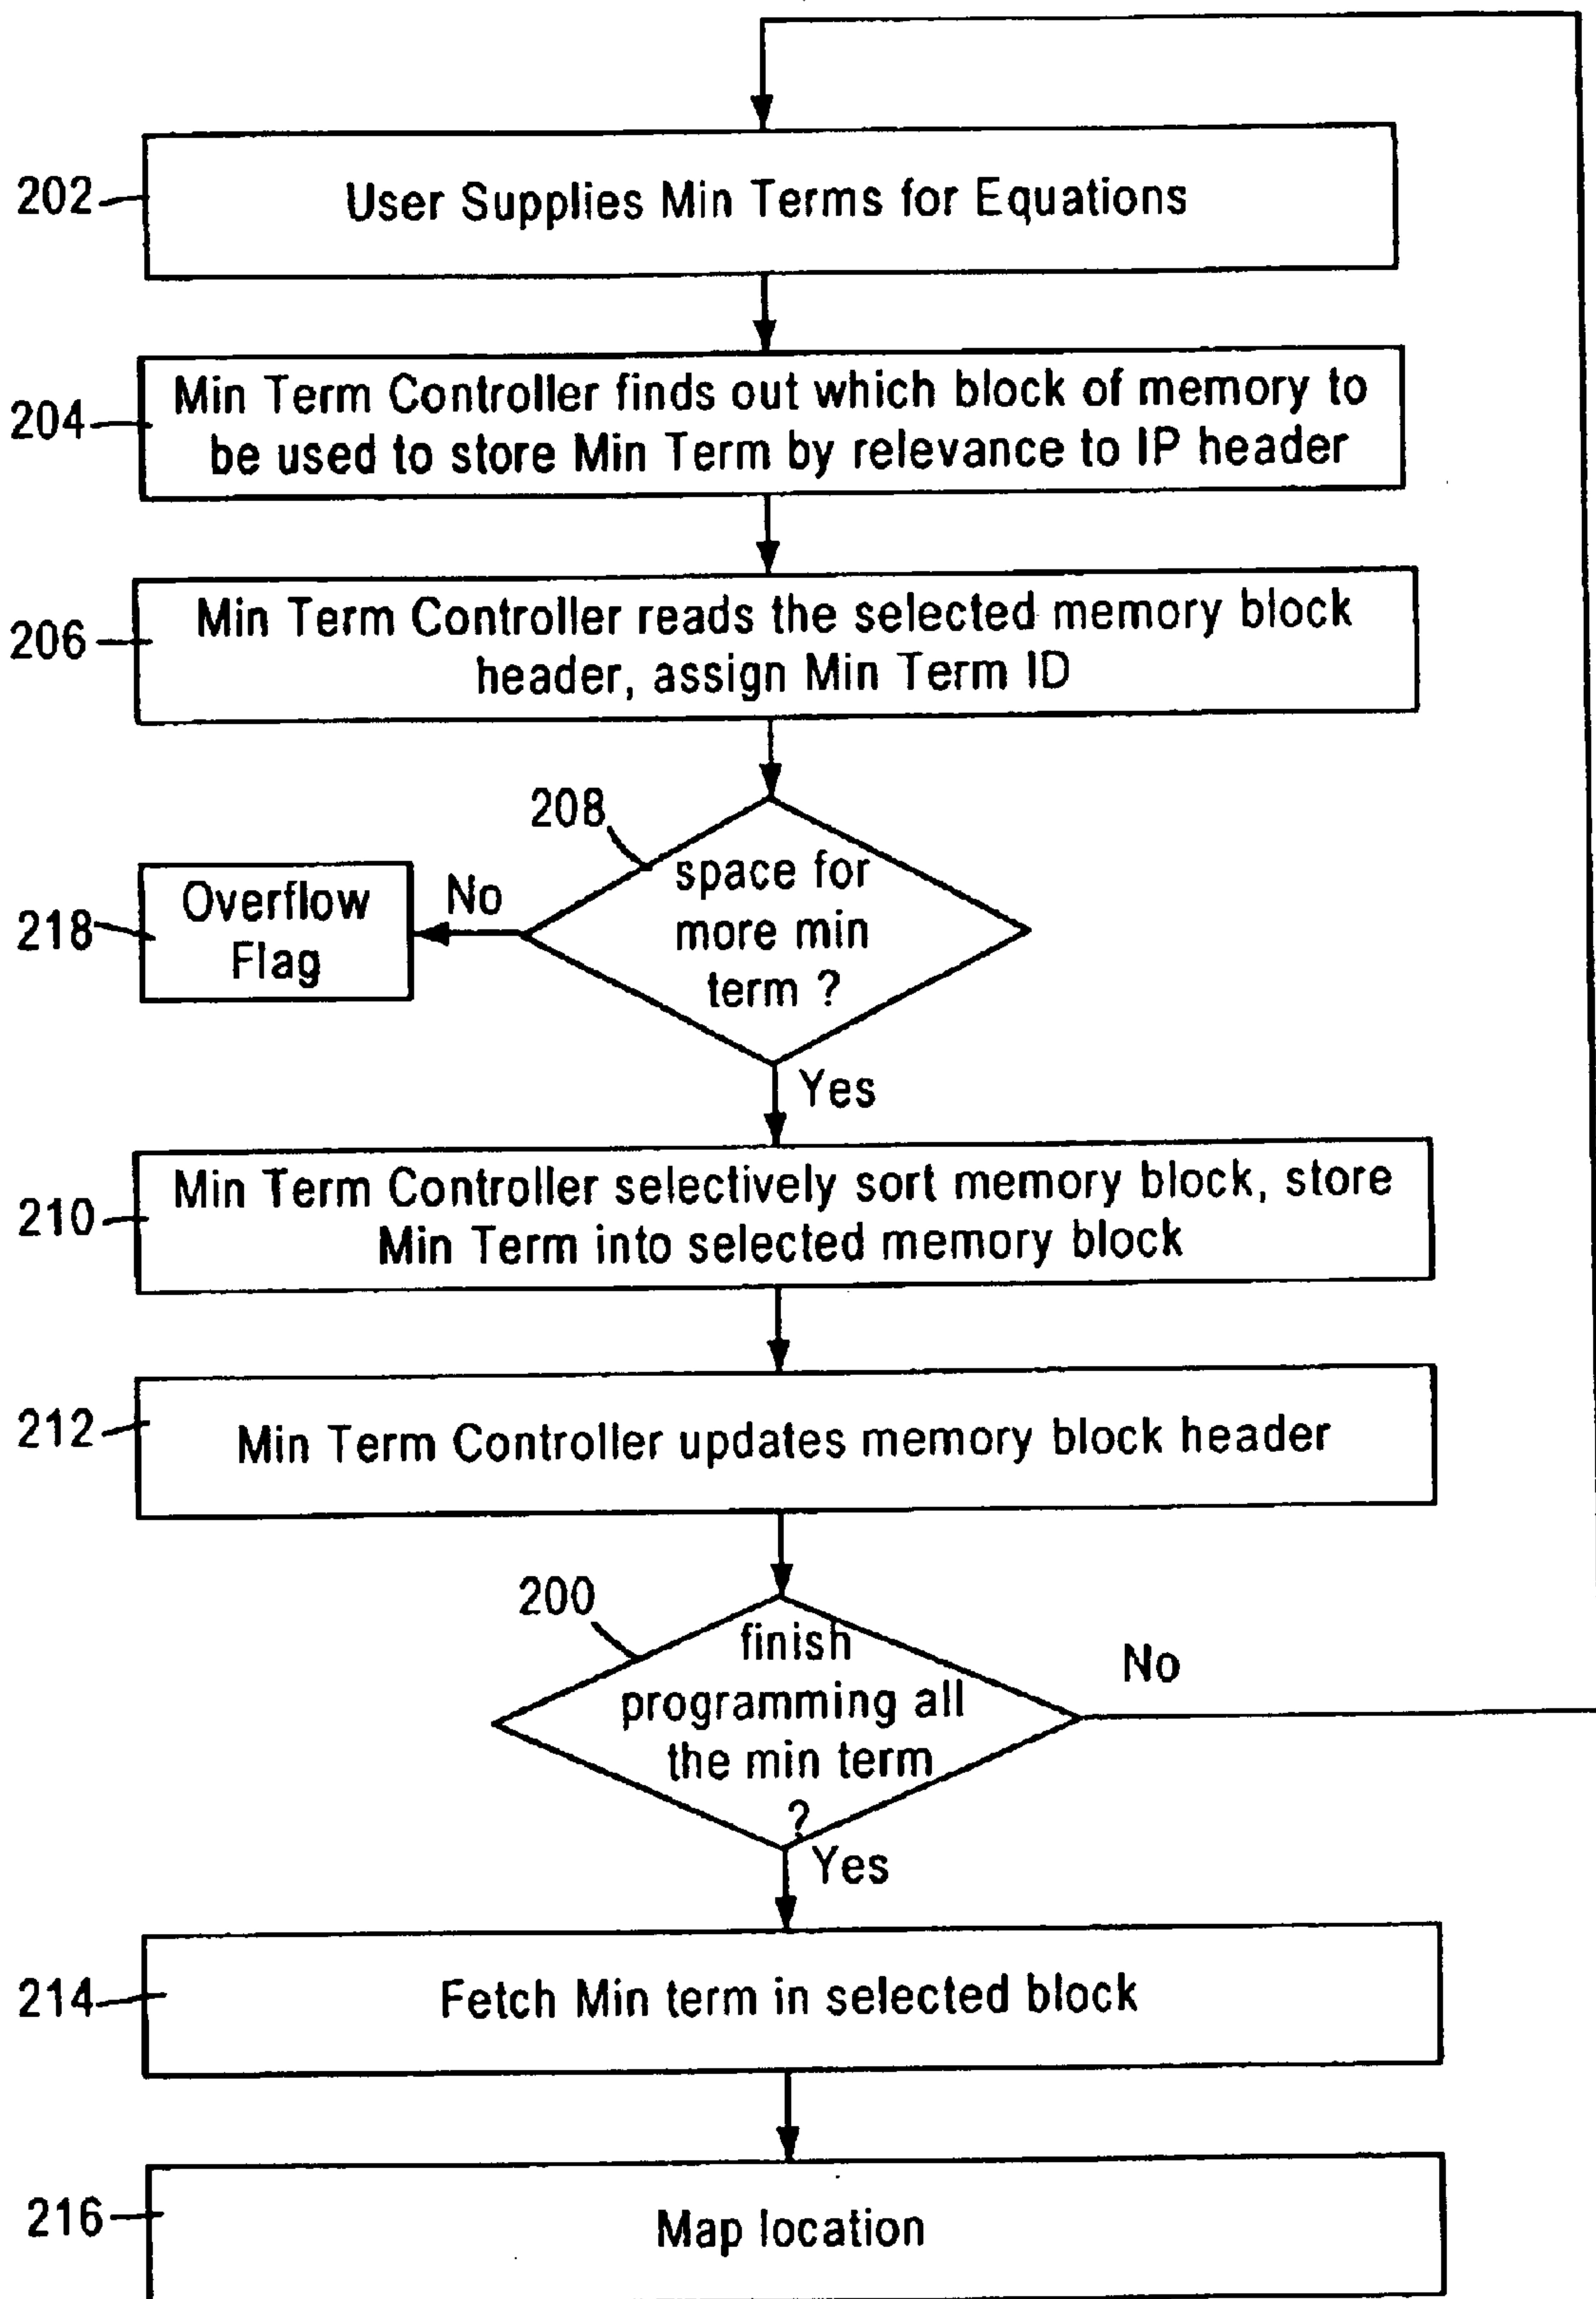 202
User Supplies Min Terms for Equations
204
Min Term Controller finds out which block of memory to
be used to store Min Term by relevance to IP header
206
Min Term Controller reads the selected memory block
header, assign Min Term ID
208
space for
more min
term ?
No
218
Overflow
Flag
Yes
210
Min Term Controller selectively sort memory block, store
Min Term into selected memory block
212
Min Term Controller updates memory block header
200
finish
programming all
the min term
?
No
Yes
214
Fetch Min term in selected block
216
Map location